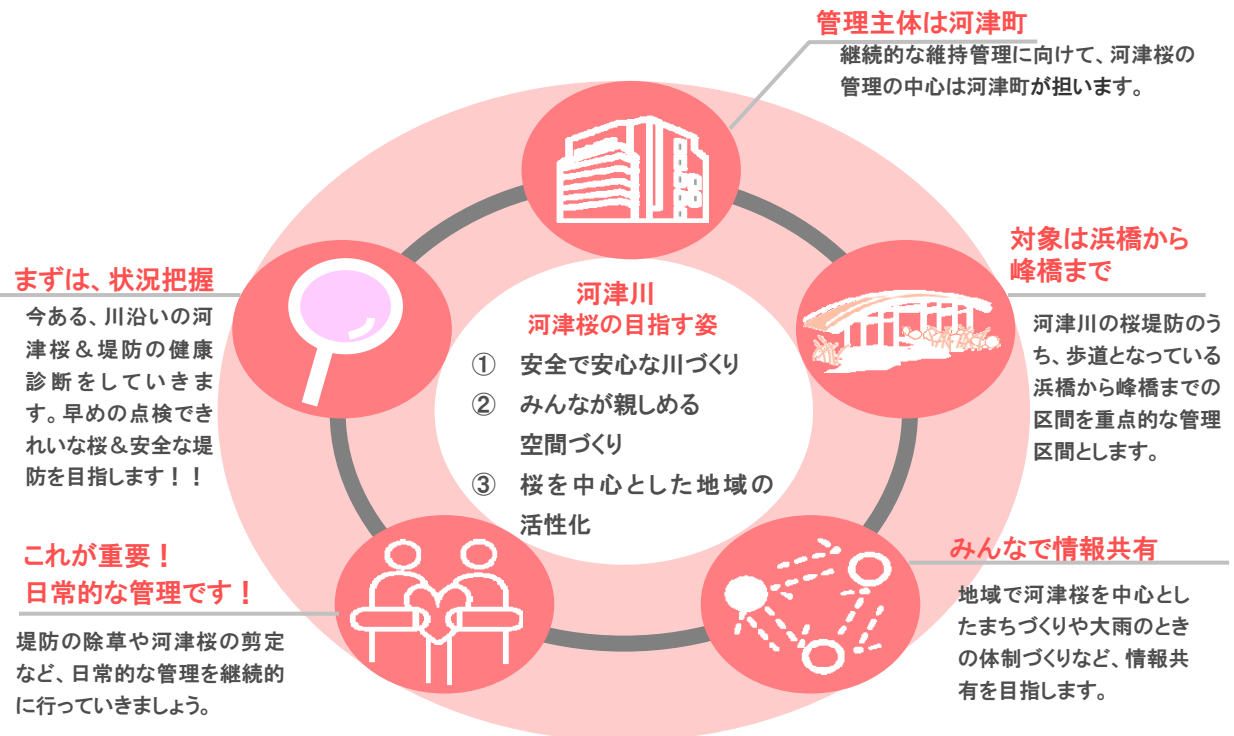 管理主体は河津町
継続的な維持管理に向けて、河津桜の
管理の中心は河津町が担います。
対象は浜橋から
峰橋まで
河津川の桜堤防のう
ち、歩道となっている
浜橋から峰橋までの
区間を重点的な管理
区間とします。
みんなで情報共有
地域で河津桜を中心とし
たまちづくりや大雨のとき
の体制づくりなど、情報共
有を目指します。
これが重要！
日常的な管理です！
堤防の除草や河津桜の剪定
など、日常的な管理を継続的
に行っていきましょう。
まずは、状況把握
今ある、川沿いの河
津桜＆堤防の健康
診断をしていきま
す。早めの点検でき
れいな桜＆安全な堤
防を目指します！！
河津川
河津桜の目指す姿
① 安全で安心な川づくり
② みんなが親しめる
空間づくり
③ 桜を中心とした地域の
活性化